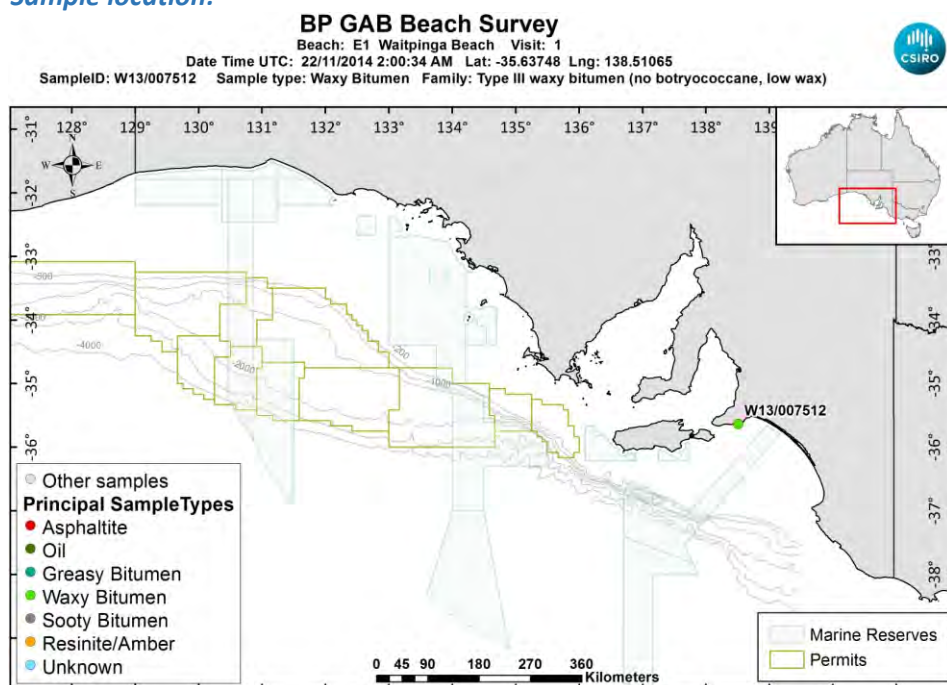 Sample location:
BP GAB Beach Survey
Beach: E1 Waitpinga Beach Visit: 1
Date Time UTC: 22/11/2014 2:00:34 AM Lat: -35.63748 Lng: 138.51065
SampleID: W13/007512 Sample type: Waxy Bitumen Family: Type III waxy bitumen (no botryococcane, low wax)
CSIRO
128° 129° 130° 131° 132° 133° 134° 135° 136° 137° 138° 139
N
W E
S
-31°
-32°
-33°
-34°
-35°
-36°
-200
-1000
-2000
-4000
W13/007512
-33°
-34°
-35°
-36°
-37°
-38°
Other samples
Principal SampleTypes
Asphaltite
Oil
Greasy Bitumen
Waxy Bitumen
Sooty Bitumen
Resinite/Amber
Unknown
0 45 90 180 270 360
Kilometers
Marine Reserves
Permits